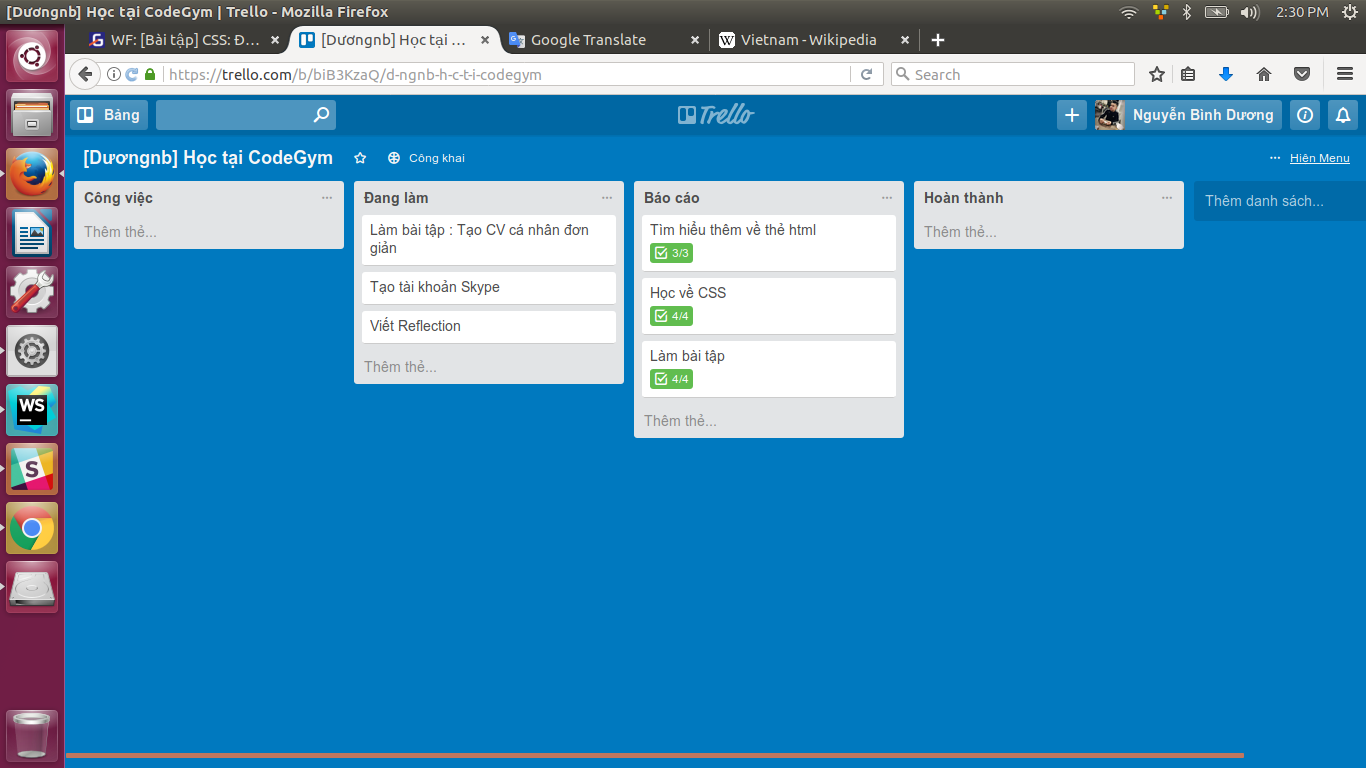 [Dươngnb] Học tại CodeGym | Trello - Mozilla Firefox
2:30 PM
WF: [Bài tập] CSS: Đ...
[Dươngnb] Học tại ...
Google Translate
Vietnam - Wikipedia
https://trello.com/b/biB3KzaQ/d-ngnb-h-c-t-i-codegym
Search
Bảng
Trello
Nguyễn Bình Dương
[Dươngnb] Học tại CodeGym
Công khai
... Hiện Menu
Công việc ...
Thêm thẻ...
Đang làm ...
Làm bài tập : Tạo CV cá nhân đơn
giản
Tạo tài khoản Skype
Viết Reflection
Thêm thẻ...
Báo cáo ...
Tìm hiểu thêm về thẻ html
3/3
Học về CSS
4/4
Làm bài tập
4/4
Thêm thẻ...
Hoàn thành ...
Thêm thẻ...
Thêm danh sách...
WS
S